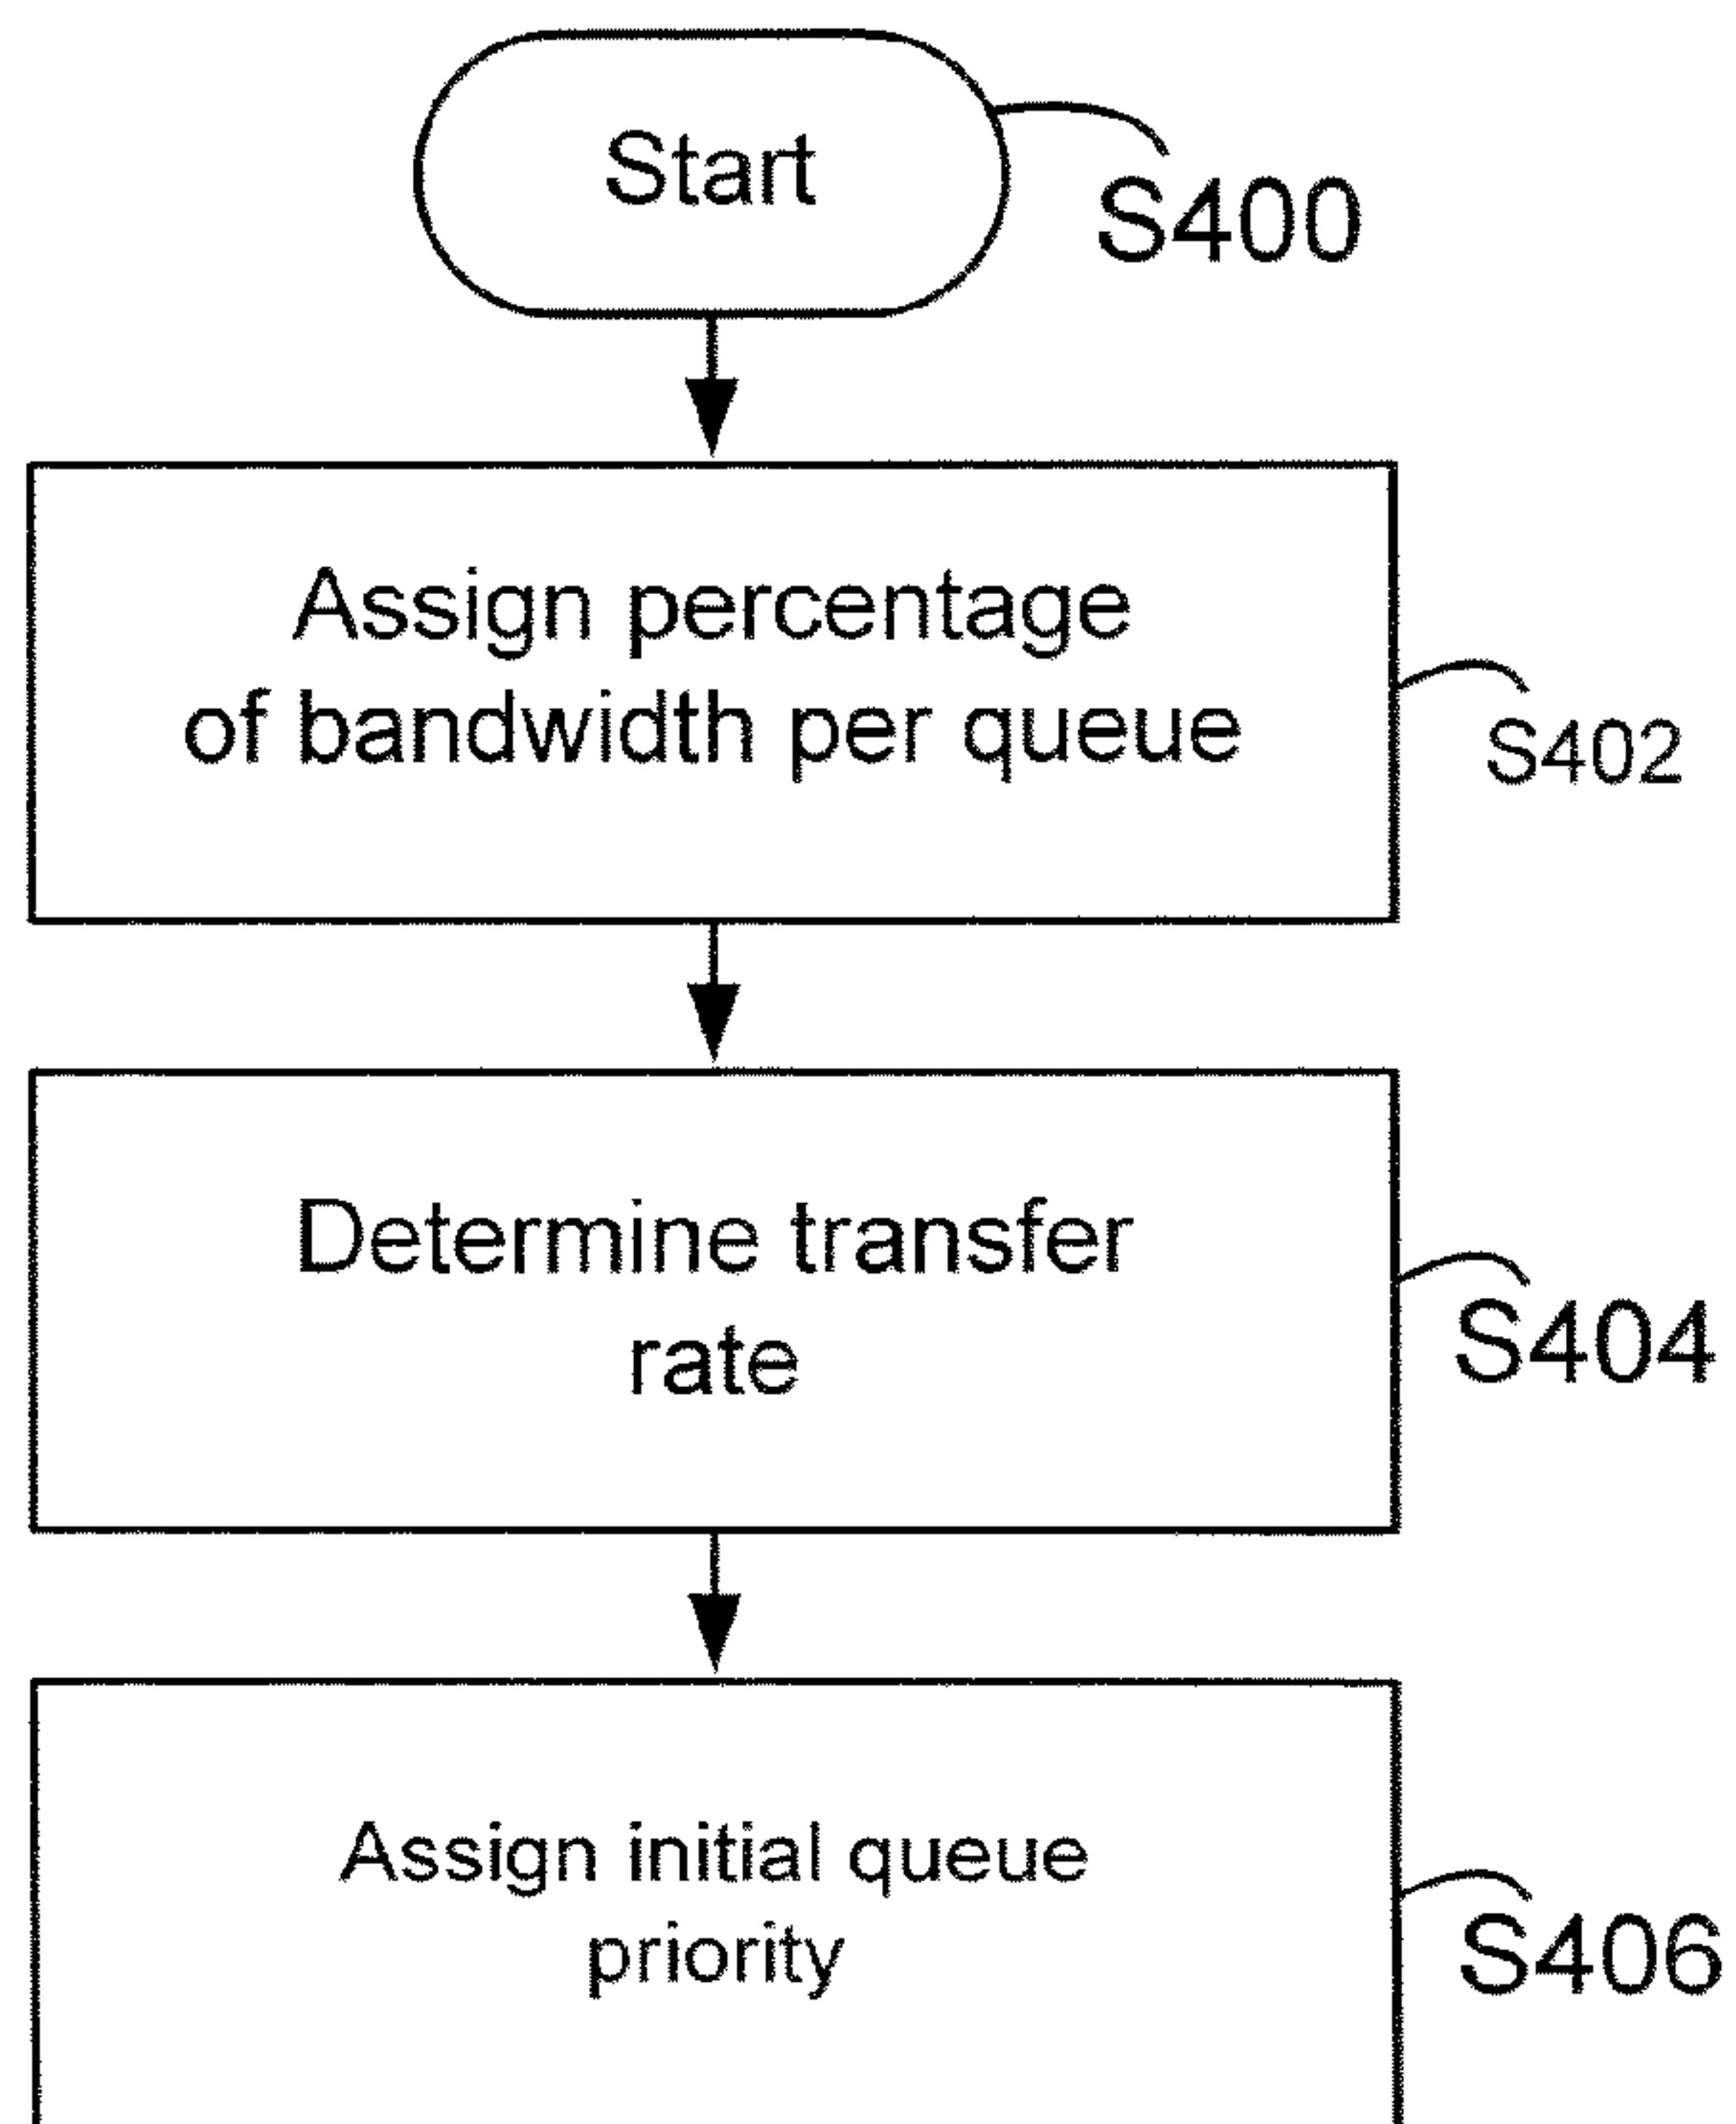 Start
S400
Assign percentage
of bandwidth per queue
S402
Determine transfer
rate
S404
Assign initial queue
priority
S406